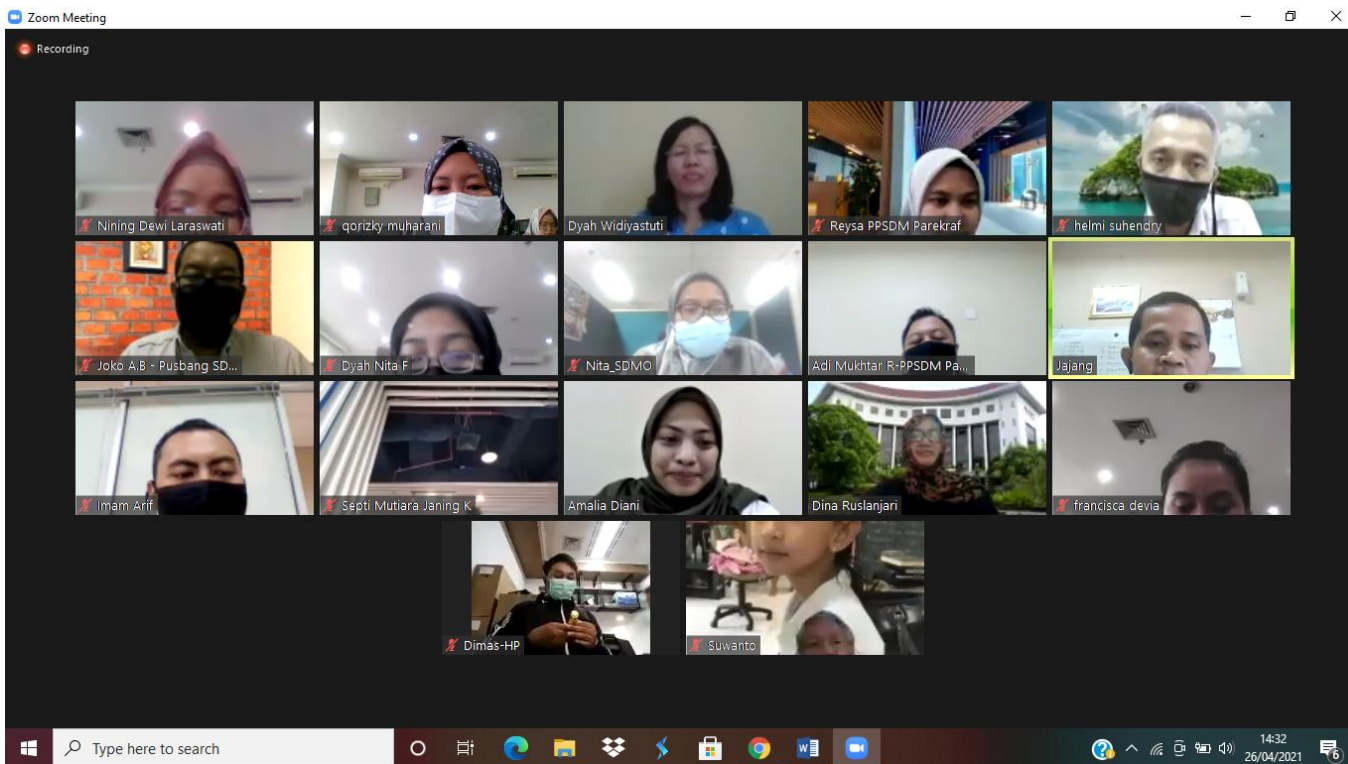 Zoom Meeting
Recording
Nining Dewi Laraswati
qorizky muharani
Dyah Widiyastuti
Reysa PPSDM Parekraf
helmi suhendry
Joko A.B - Pusbang SD...
Dyah Nita F
Nita_SDMO
Adi Mukhtar R-PPSDM Pa...
Jajang
Imam Arif
Septi Mutiara Janing K
Amalia Diani
Dina Ruslanjari
francisca devia
Dimas-HP
Suwanto
Type here to search
14:32
26/04/2021
6